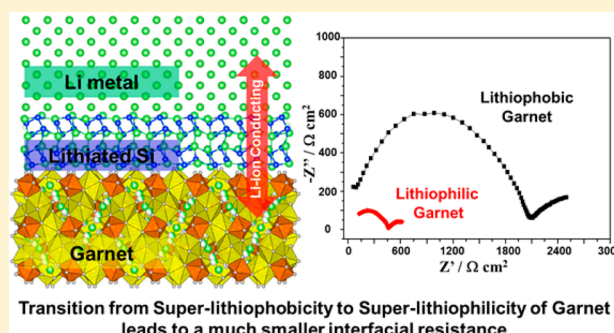 Li metal
Lithiated Si
Garnet
Li-ion Conducting
1000
800
600
400
200
0
-Z'' / Ω cm²
Lithiophobic
Garnet
Lithiophilic
Garnet
0 600 1200 1800 2400 300
Z' / Ω cm²
Transition from Super-lithiophobicity to Super-lithiophilicity of Garnet
leads to a much smaller interfacial resistance